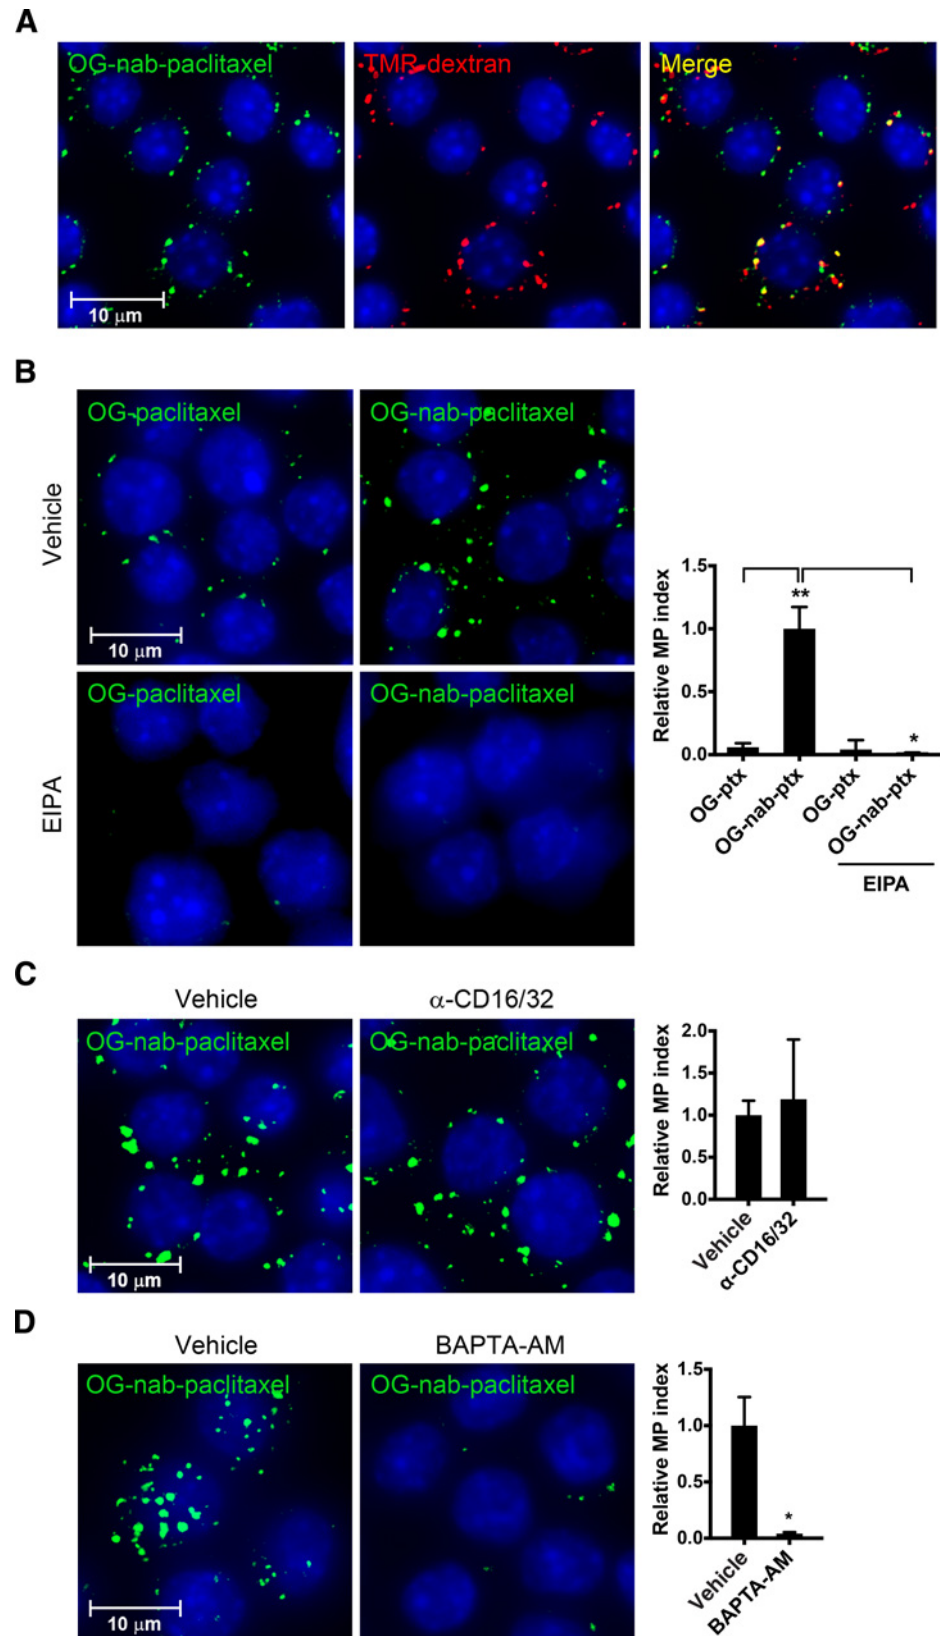 A
OG-nab-paclitaxel
TMR-dextran
Merge
10 μm
B
Vehicle
OG-paclitaxel
OG-nab-paclitaxel
10 μm
EIPA
OG-paclitaxel
OG-nab-paclitaxel
Relative MP index
1.5
1.0
0.5
0.0
**
*
OG-ptx
OG-nab-ptx
OG-ptx
OG-nab-ptx
EIPA
C
Vehicle
α-CD16/32
OG-nab-paclitaxel
OG-nab-paclitaxel
10 μm
Relative MP index
2.0
1.5
1.0
0.5
0.0
Vehicle
α-CD16/32
D
Vehicle
BAPTA-AM
OG-nab-paclitaxel
OG-nab-paclitaxel
10 μm
Relative MP index
1.5
1.0
0.5
0.0
*
Vehicle
BAPTA-AM